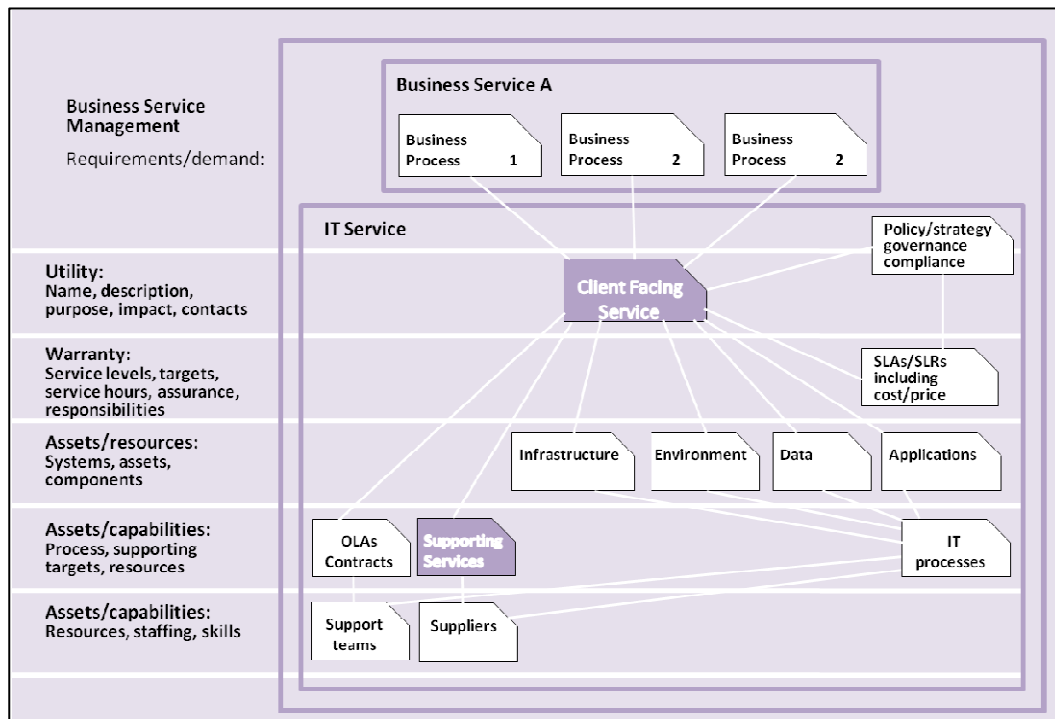 Business Service
Management
Requirements/demand:
Business Service A
Business
Process 1
Business
Process 2
Business
Process 2
IT Service
Policy/strategy
governance
compliance
Utility:
Name, description,
purpose, impact, contacts
Client Facing
Service
Warranty:
Service levels, targets,
service hours, assurance,
responsibilities
SLAs/SLRs
including
cost/price
Assets/resources:
Systems, assets,
components
Infrastructure
Environment
Data
Applications
Assets/capabilities:
Process, supporting
targets, resources
OLAs
Contracts
Supporting
Services
IT
processes
Assets/capabilities:
Resources, staffing, skills
Support
teams
Suppliers